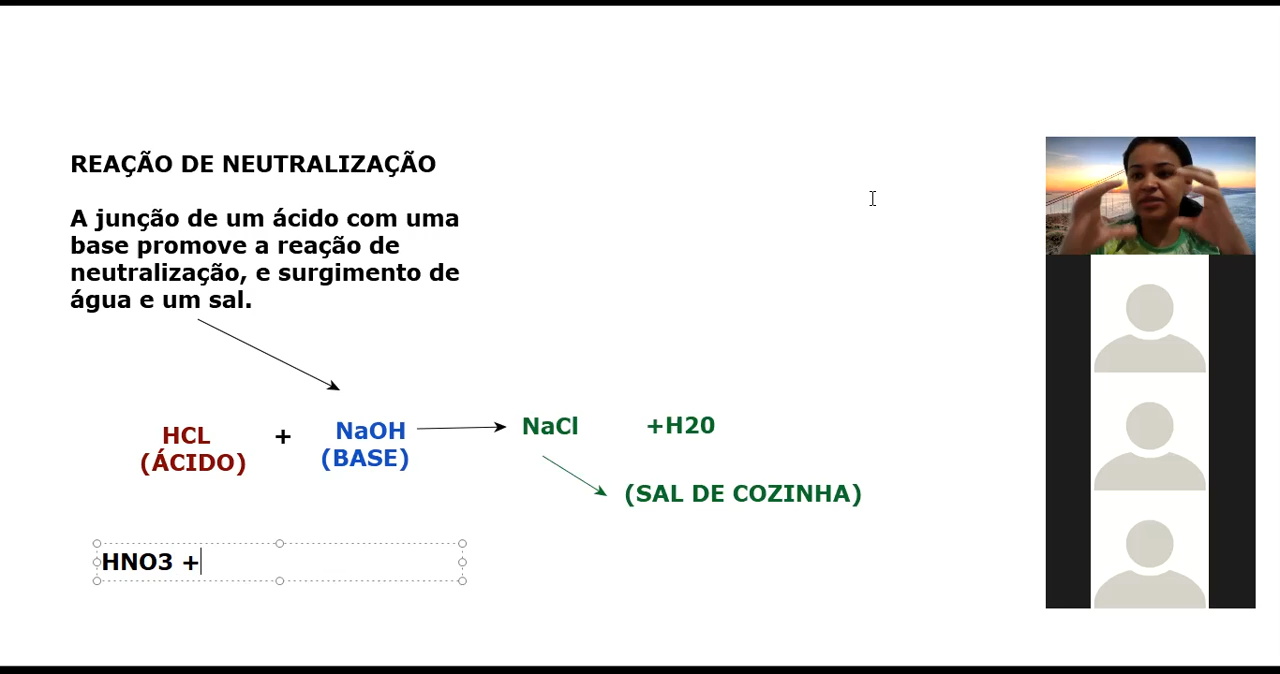 REAÇÃO DE NEUTRALIZAÇÃO
A junção de um ácido com uma
base promove a reação de
neutralização, e surgimento de
água e um sal.
HCL + NaOH NaCl +H20
(ÁCIDO) (BASE)
(SAL DE COZINHA)
HNO3 +